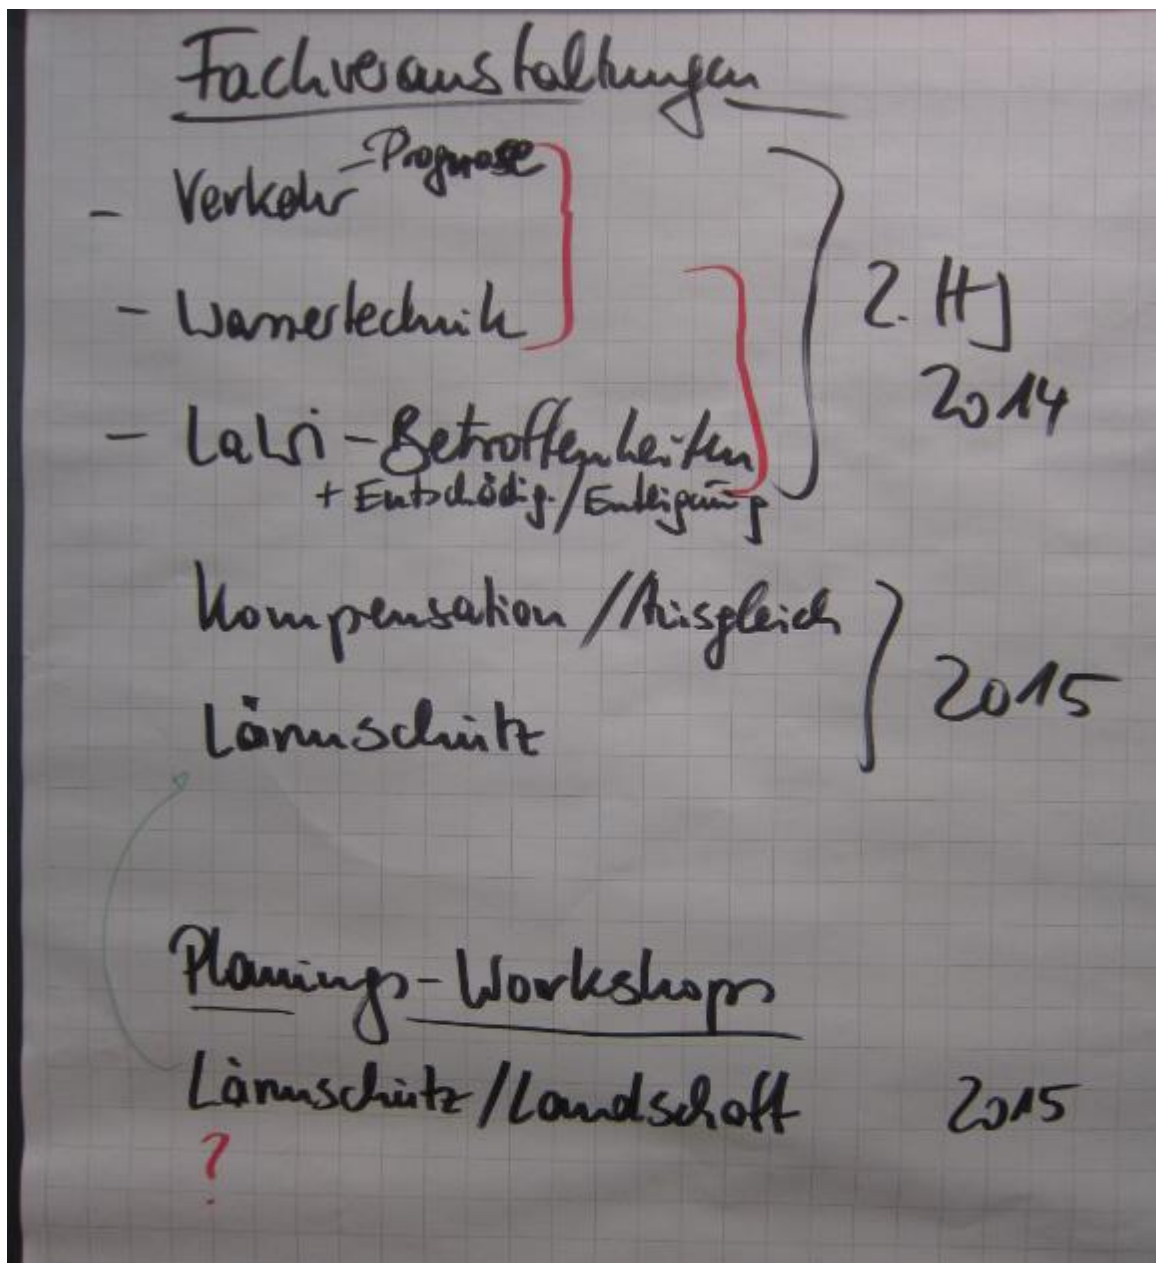 Fachveranstaltungen
- Verkehr - Prognose
- Wassertechnik
2. HJ
2014
- LaWi - Betroffenheiten
+ Entschädig. / Enteignung
Kompensation / Ausgleich
2015
Lärmschutz
Planungs - Workshops
Lärmschutz / Landschaft 2015
?